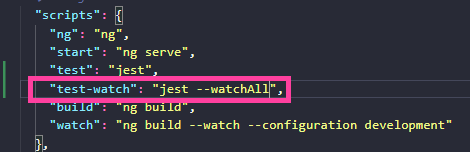 "scripts": {
"ng": "ng",
"start": "ng serve",
"test": "jest",
"test-watch": "jest --watchAll",
"build": "ng build",
"watch": "ng build --watch --configuration development"
},